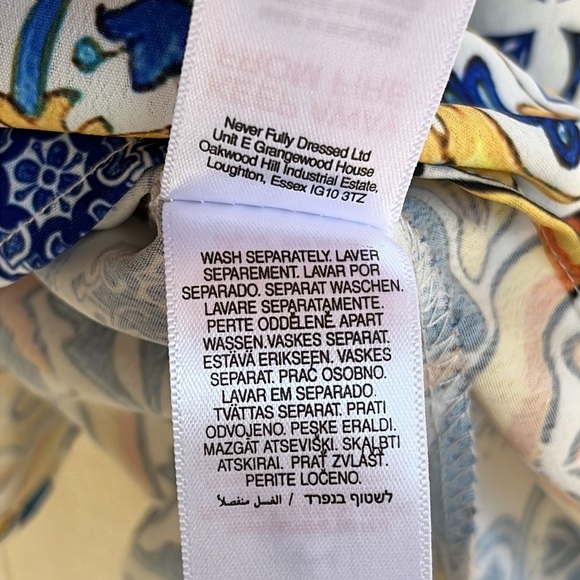 Never Fully Dressed Ltd
Unit E Grangewood House
Oakwood Hill Industrial Estate,
Loughton, Essex IG10 3TZ
WASH SEPARATELY. LAVER
SEPAREMENT. LAVAR POR
SEPARADO. SEPARAT WASCHEN.
LAVARE SEPARATAMENTE.
PERTE ODDĚLENĚ. APART
WASSEN.VASKES SEPARAT.
ESTÄVÄ ERIKSEEN. VASKES
SEPARAT. PRAĆ OSOBNO.
LAVAR EM SEPARADO.
TVÄTTAS SEPARAT. PRATI
ODVOJENO. PEŞKE ERALDI.
MAZGĀT ATSEVIŠĶI. SKALBTI
ATSKIRAI. PRAŤ ZVLÁŠŤ.
PERITE LOČENO.
לשטוף בנפרד / الغسل منفصلاً